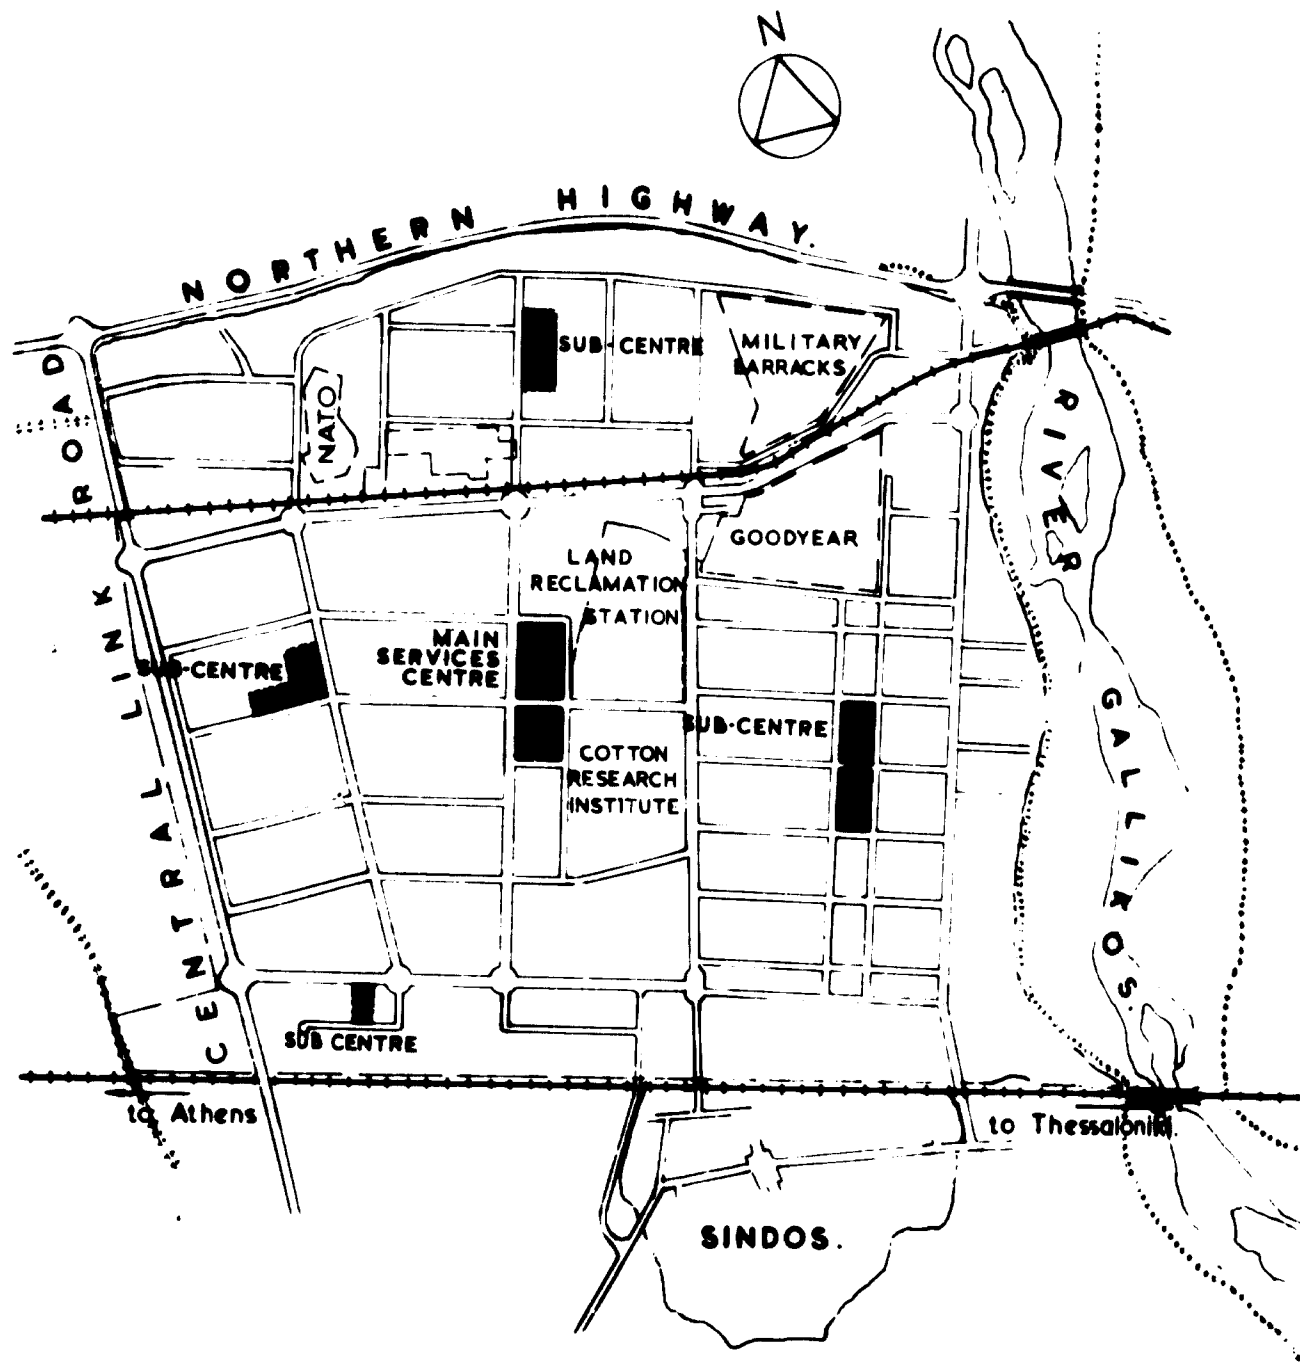 N
NORTHERN HIGHWAY.
SUB-CENTRE
MILITARY
BARRACKS
ROAD
NATO
RIVER
GOODYEAR
LAND
RECLAMATION
STATION
LINK
MAIN
SERVICES
CENTRE
SUB-CENTRE
GALLIKOS.
SUB-CENTRE
COTTON
RESEARCH
INSTITUTE
CENTRAL
SUB CENTRE
to Athens
to Thessaloniki.
SINDOS.